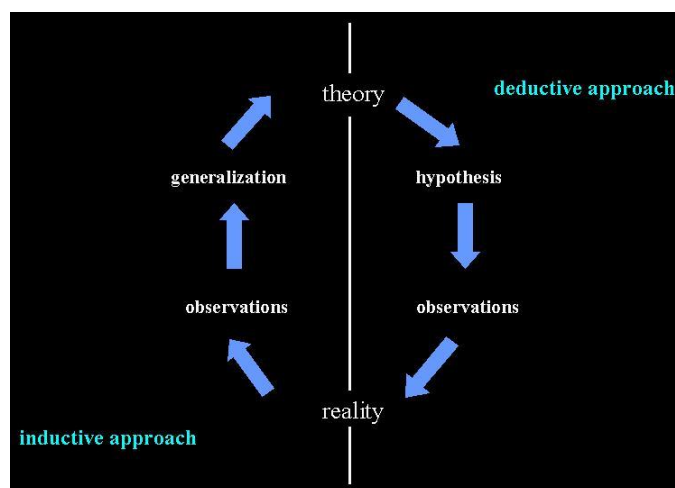 theory
deductive approach
generalization
hypothesis
observations
observations
reality
inductive approach